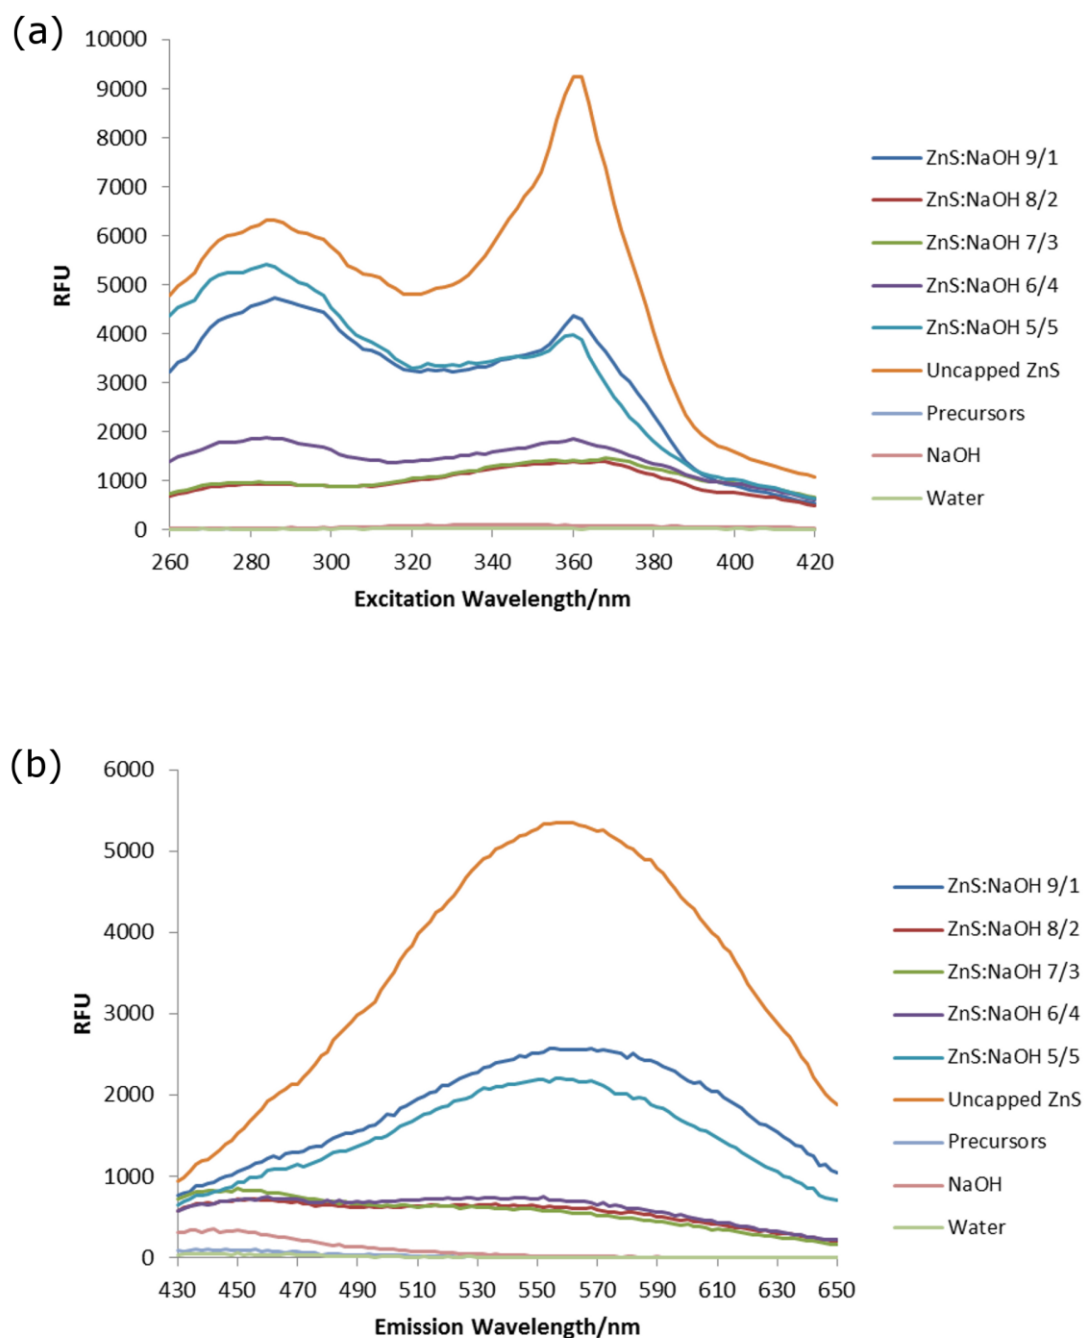 (a)
10000
9000
8000
7000
6000
5000
4000
3000
2000
1000
0
RFU
260 280 300 320 340 360 380 400 420
Excitation Wavelength/nm
ZnS:NaOH 9/1
ZnS:NaOH 8/2
ZnS:NaOH 7/3
ZnS:NaOH 6/4
ZnS:NaOH 5/5
Uncapped ZnS
Precursors
NaOH
Water
(b)
6000
5000
4000
3000
2000
1000
0
RFU
430 450 470 490 510 530 550 570 590 610 630 650
Emission Wavelength/nm
ZnS:NaOH 9/1
ZnS:NaOH 8/2
ZnS:NaOH 7/3
ZnS:NaOH 6/4
ZnS:NaOH 5/5
Uncapped ZnS
Precursors
NaOH
Water